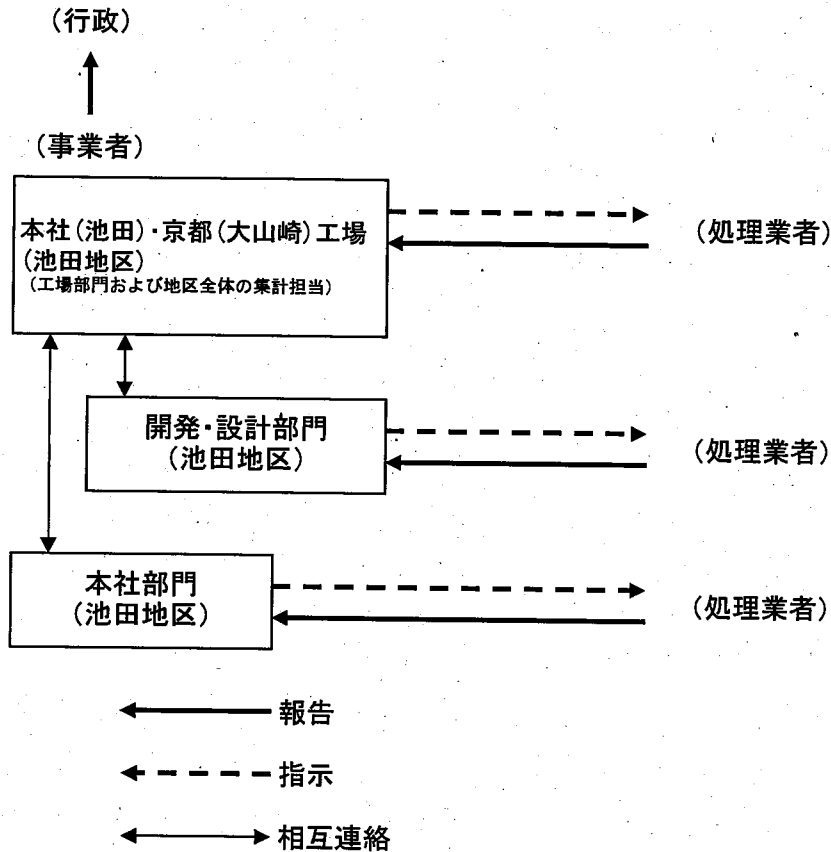 （行政）
（事業者）
本社（池田）・京都（大山崎）工場
（池田地区）
（工場部門および地区全体の集計担当）
（処理業者）
開発・設計部門
（池田地区）
（処理業者）
本社部門
（池田地区）
（処理業者）
報告
指示
相互連絡